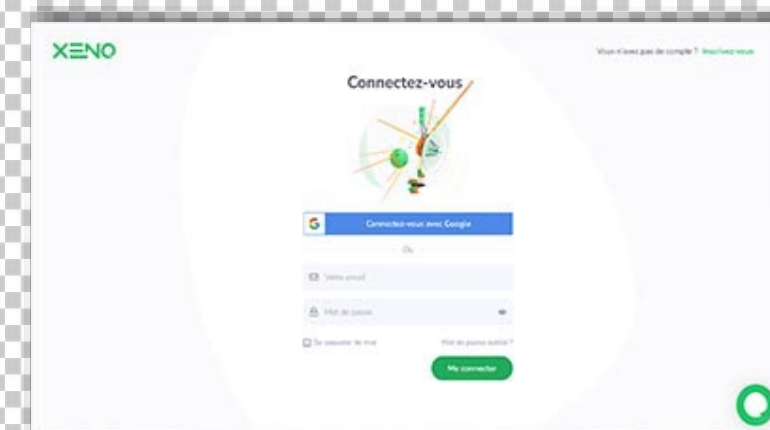 XENO
Vous n'avez pas de compte ? Inscrivez-vous
Connectez-vous
Connectez-vous avec Google
Ou
Votre email
Mot de passe
Se souvenir de moi
Mot de passe oublié ?
Me connecter